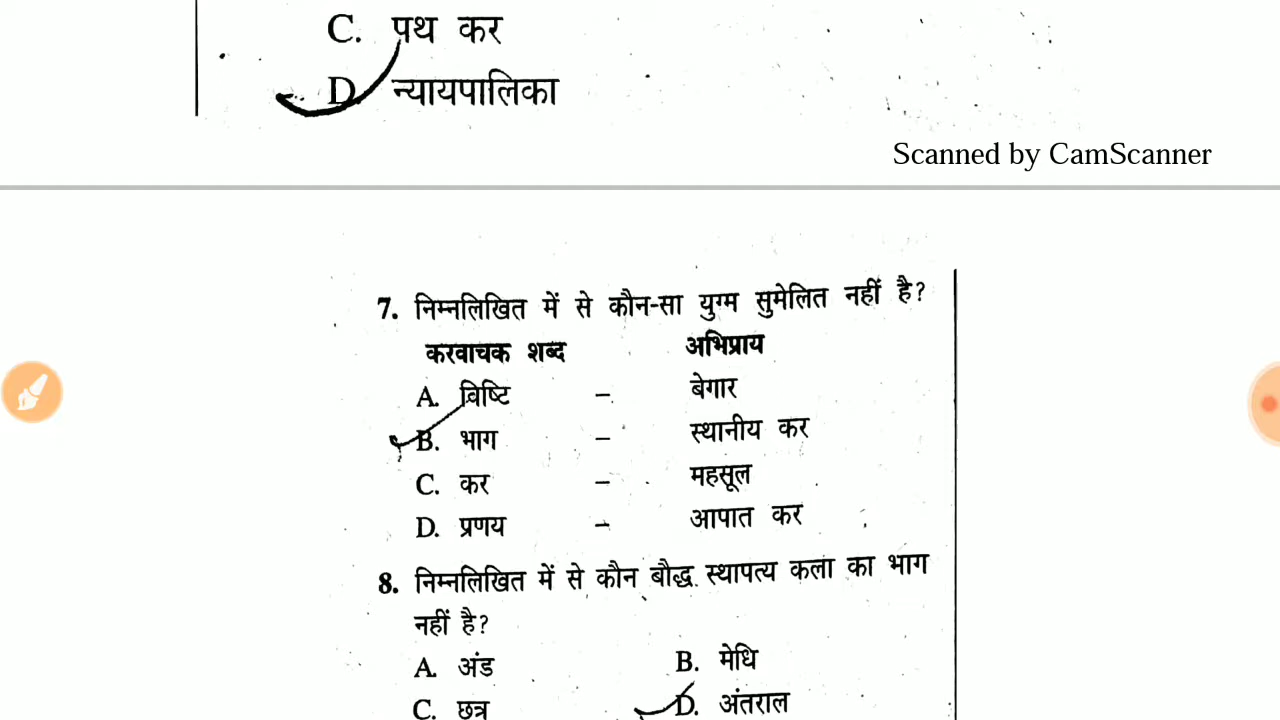 C. पथ कर
D. न्यायपालिका
Scanned by CamScanner
7. निम्नलिखित में से कौन-सा युग्म सुमेलित नहीं है?
करवाचक शब्द अभिप्राय
A. विष्टि – बेगार
B. भाग – स्थानीय कर
C. कर – महसूल
D. प्रणय – आपात कर
8. निम्नलिखित में से कौन बौद्ध स्थापत्य कला का भाग
नहीं है?
A. अंड B. मेधि
C. छत्र D. अंतराल